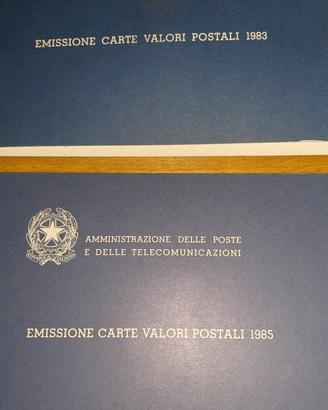 EMISSIONE CARTE VALORI POSTALI 1983
AMMINISTRAZIONE DELLE POSTE
E DELLE TELECOMUNICAZIONI
EMISSIONE CARTE VALORI POSTALI 1985